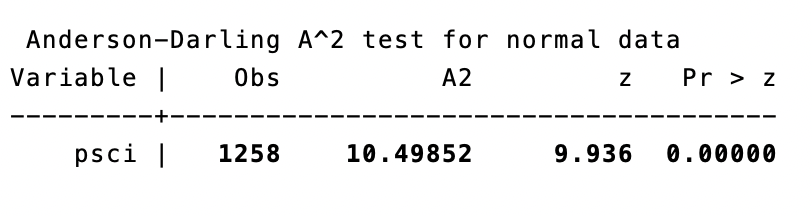 Anderson-Darling A^2 test for normal data
Variable | Obs A2 z Pr > z
---------+--------------------------------------
psci | 1258 10.49852 9.936 0.00000